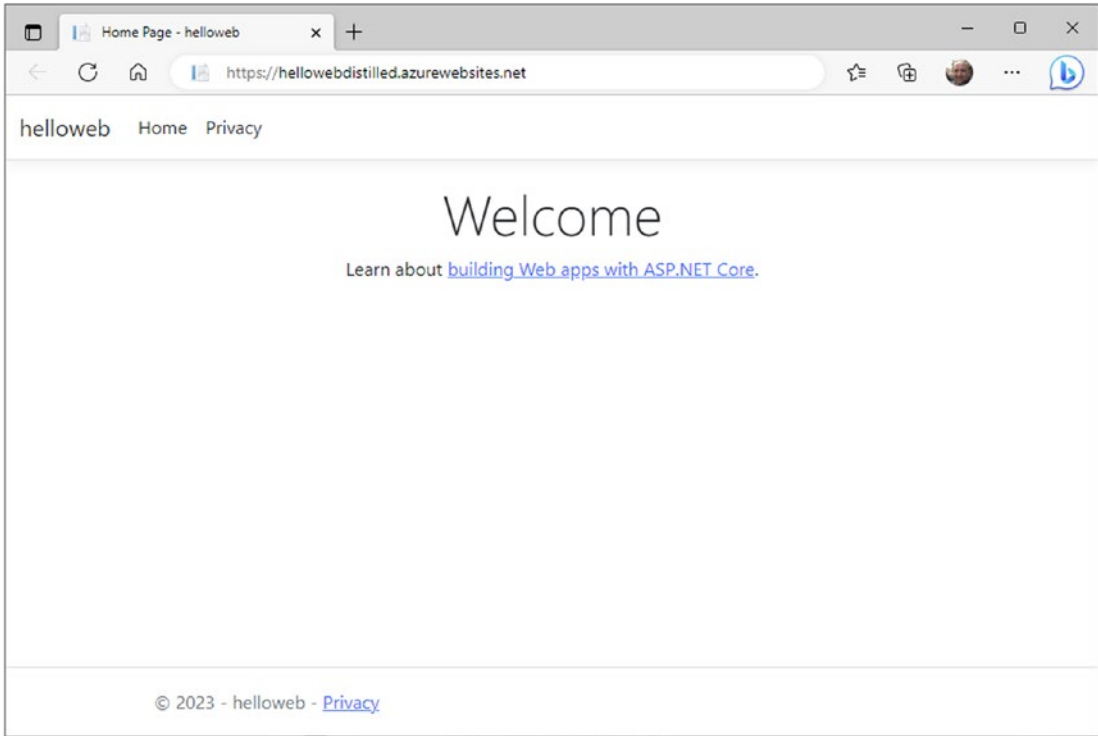 Home Page - helloweb
https://hellowebdistilled.azurewebsites.net
helloweb Home Privacy
Welcome
Learn about building Web apps with ASP.NET Core.
© 2023 - helloweb - Privacy